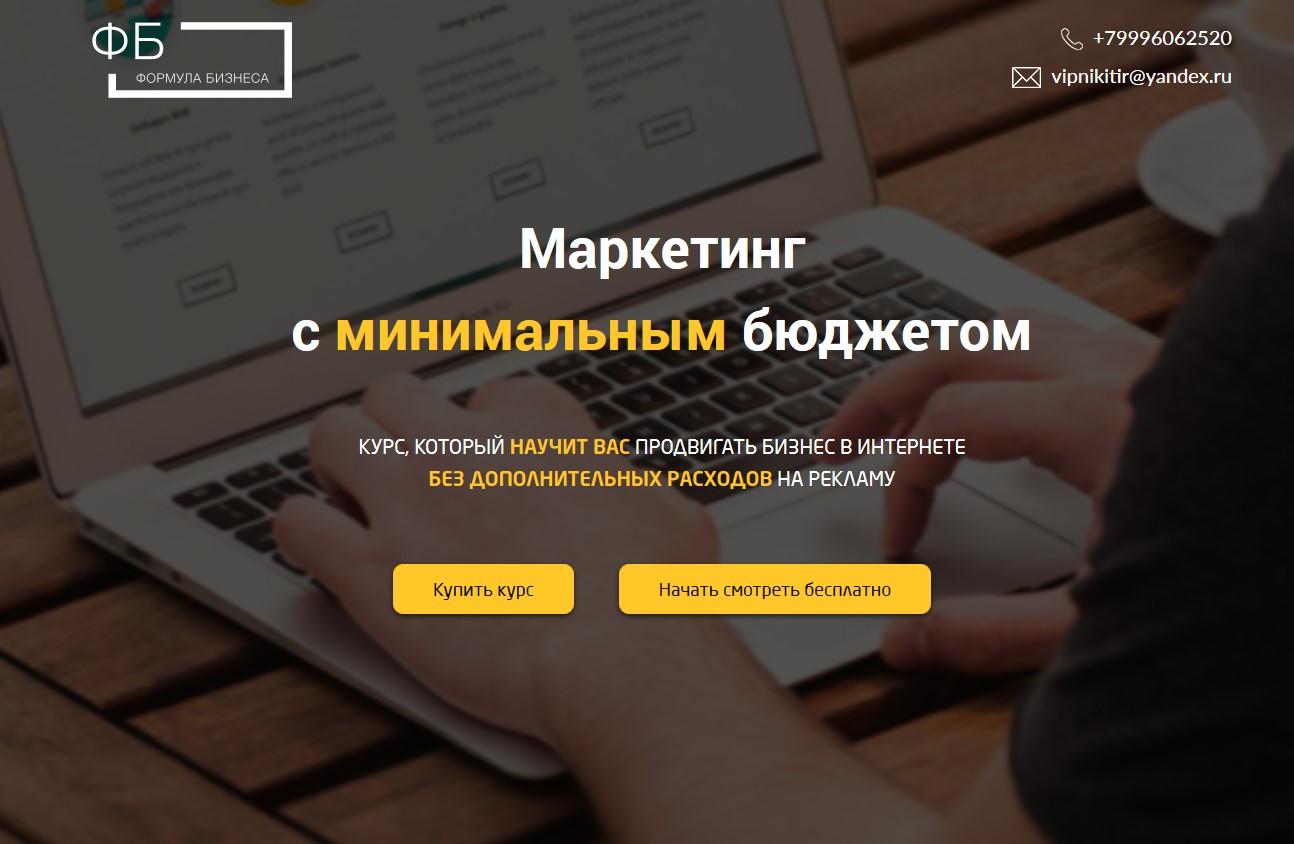 ФБ
ФОРМУЛА БИЗНЕСА
+79996062520
vipnikitir@yandex.ru
Маркетинг
с минимальным бюджетом
КУРС, КОТОРЫЙ НАУЧИТ ВАС ПРОДВИГАТЬ БИЗНЕС В ИНТЕРНЕТЕ
БЕЗ ДОПОЛНИТЕЛЬНЫХ РАСХОДОВ НА РЕКЛАМУ
Купить курс
Начать смотреть бесплатно